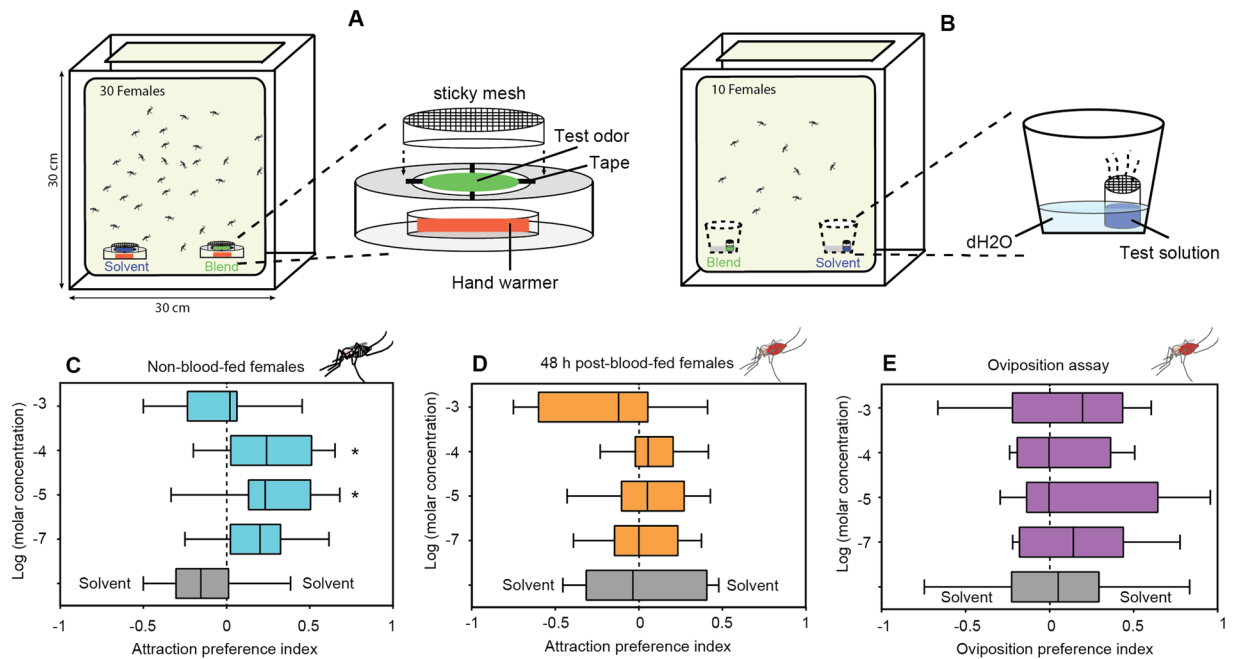 A
30 Females
sticky mesh
Test odor
Tape
Hand warmer
Solvent
Blend
30 cm
30 cm
B
10 Females
Blend
Solvent
dH2O
Test solution
C
Non-blood-fed females
Log (molar concentration)
-3
-4
*
-5
*
-7
Solvent
Solvent
-1
-0.5
0
0.5
1
Attraction preference index
D
48 h post-blood-fed females
Log (molar concentration)
-3
-4
-5
-7
Solvent
Solvent
-1
-0.5
0
0.5
1
Attraction preference index
E
Oviposition assay
Log (molar concentration)
-3
-4
-5
-7
Solvent
Solvent
-1
-0.5
0
0.5
1
Oviposition preference index